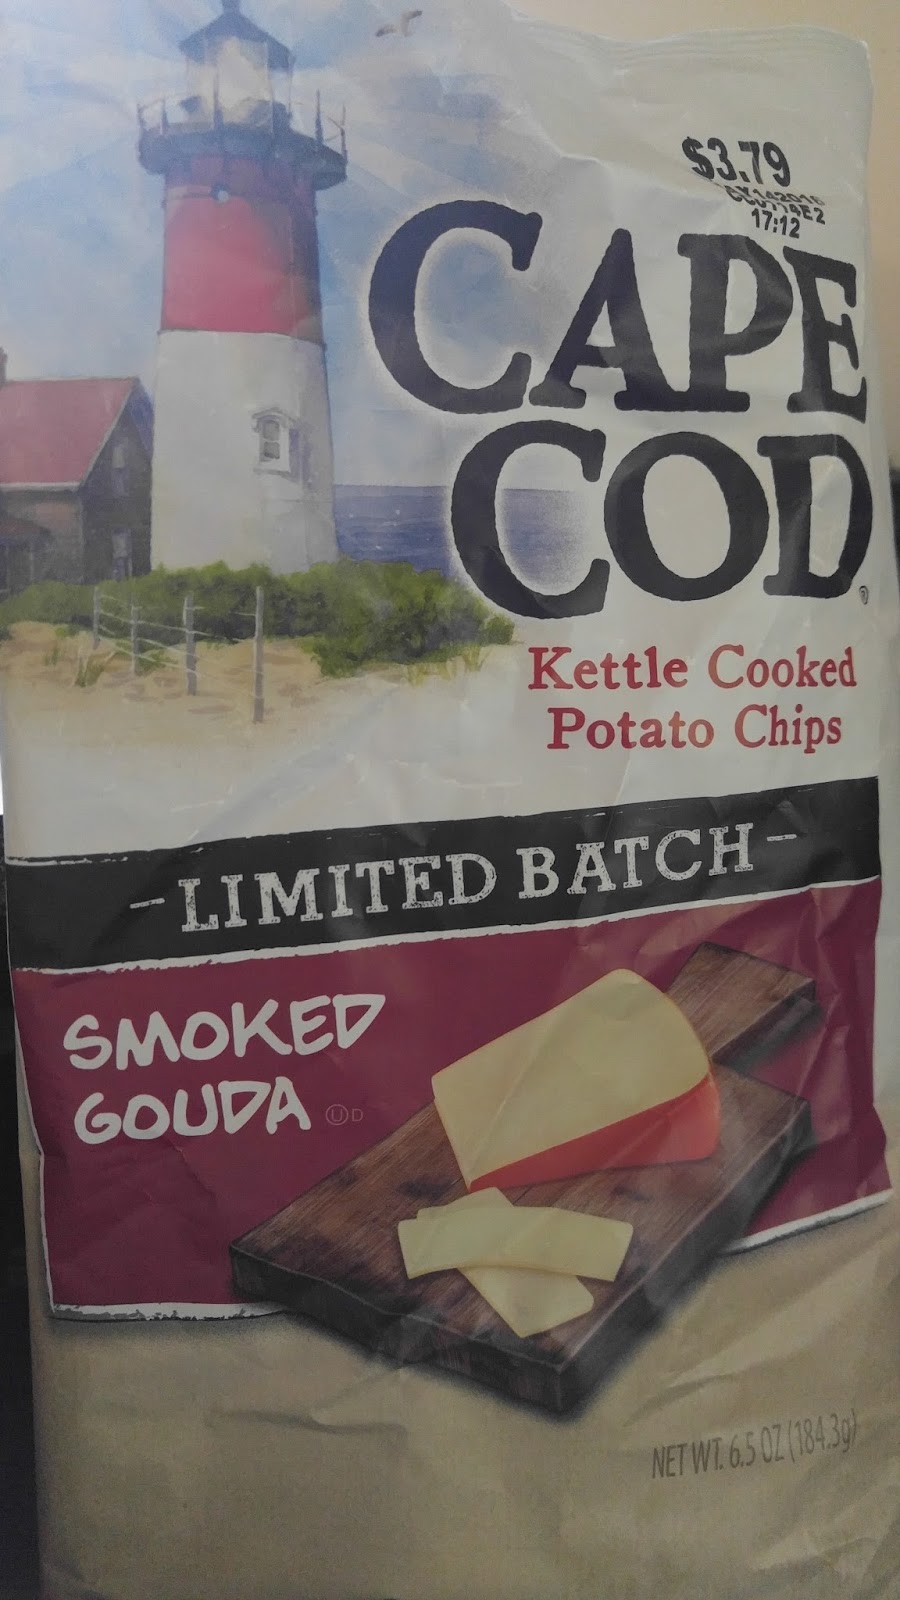 $3.79
17:12
CAPE
COD®
Kettle Cooked
Potato Chips
-LIMITED BATCH-
SMOKED
GOUDA ⓊD
NET WT. 6.5 OZ (184.3g)